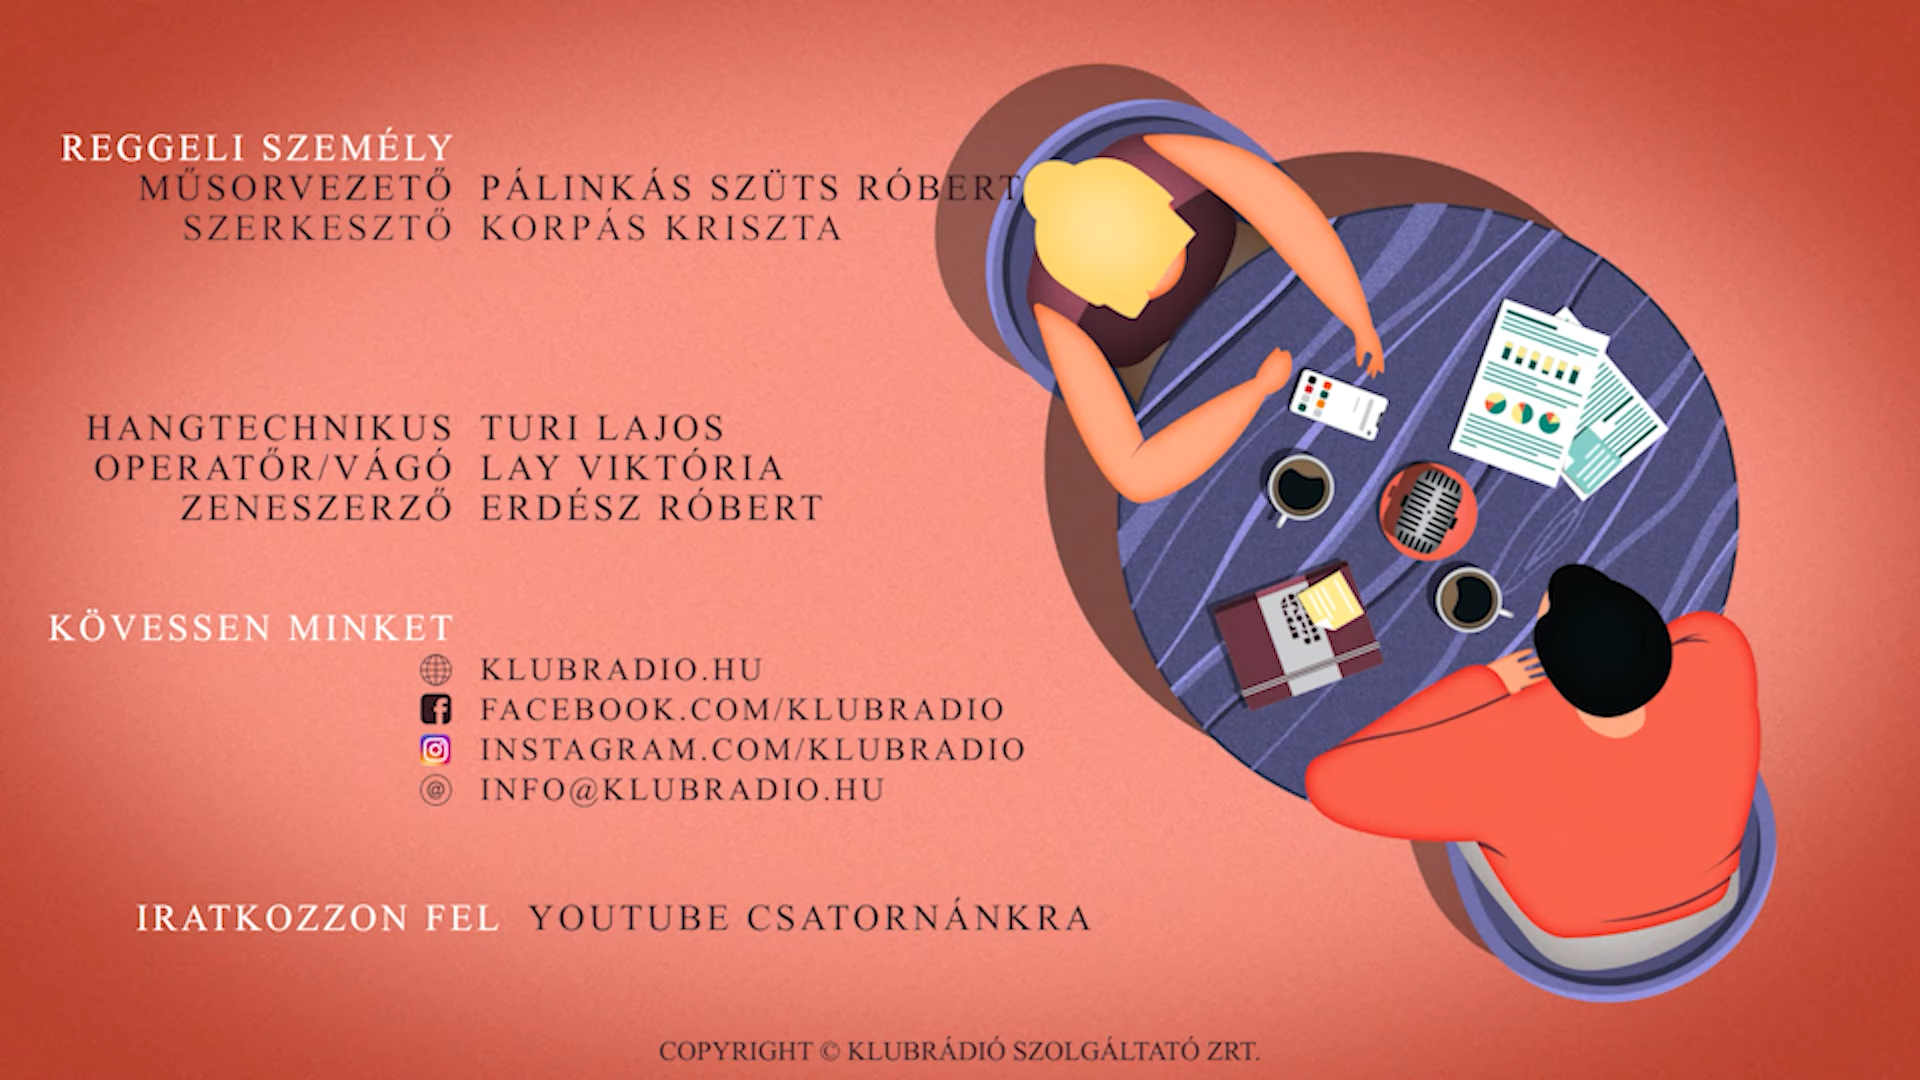 REGGELI SZEMÉLY
MŰSORVEZETŐ PÁLINKÁS SZÜTS RÓBERT
SZERKESZTŐ KORPÁS KRISZTA
HANGTECHNIKUS TURI LAJOS
OPERATŐR/VÁGÓ LAY VIKTÓRIA
ZENESZERZŐ ERDÉSZ RÓBERT
KÖVESSEN MINKET
KLUBRADIO.HU
FACEBOOK.COM/KLUBRADIO
INSTAGRAM.COM/KLUBRADIO
INFO@KLUBRADIO.HU
IRATKOZZON FEL YOUTUBE CSATORNÁNKRA
COPYRIGHT © KLUBRÁDIÓ SZOLGÁLTATÓ ZRT.